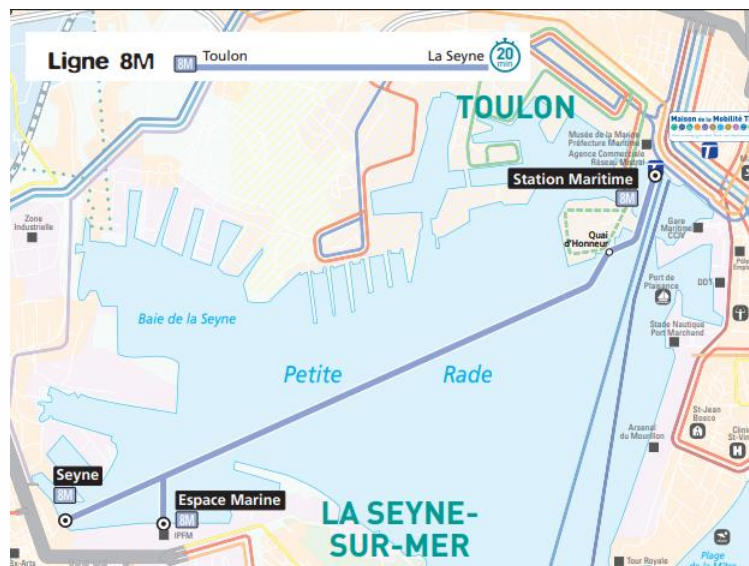 Ligne 8M
8M
Toulon
La Seyne
20
min
TOULON
Maison de la Mobilité
Musée de la Marine
Préfecture Maritime
Agence Commerciale
Réseau Mistral
Station Maritime
8M
Zone
Industrielle
Quai
d'Honneur
Gare
Maritime
Port de
Plaisance
DDT
Baie de la Seyne
Stade Nautique
Port Marchand
Petite Rade
St-Jean
Bosco
Arsenal
du Mourillon
H
Seyne
8M
Espace Marine
8M
IPFM
LA SEYNE-
SUR-MER
Tour Royale
Plage